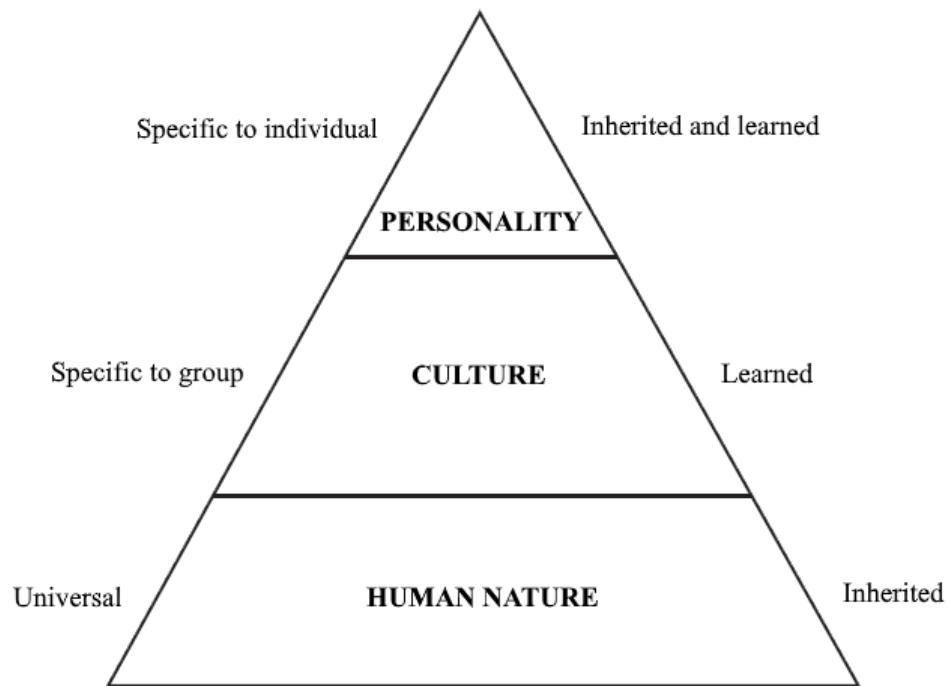 Specific to individual
Inherited and learned
PERSONALITY
Specific to group
CULTURE
Learned
Universal
HUMAN NATURE
Inherited